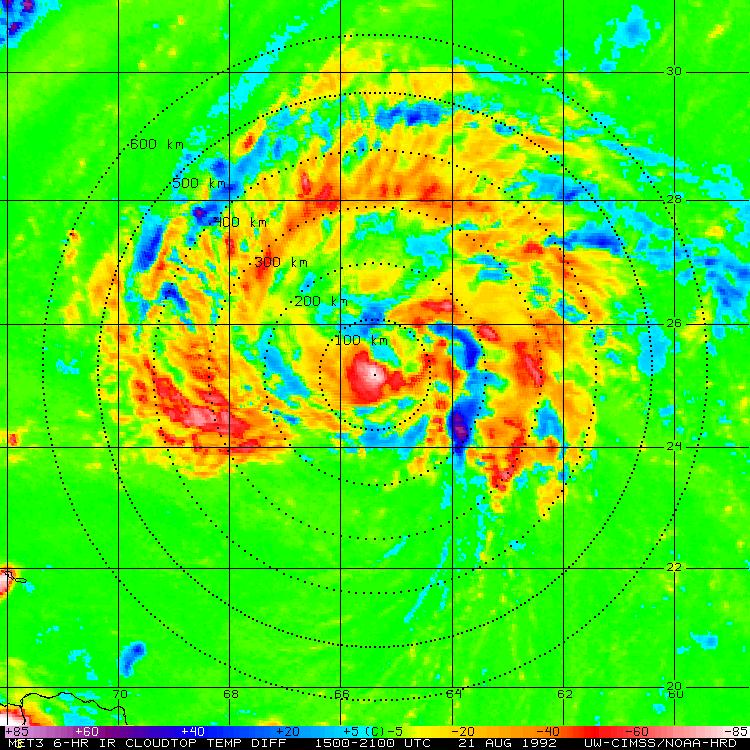 30
600 km
500 km
28
400 km
300 km
200 km
26
100 km
24
22
20
70 68 66 64 62 60
+85 +60 +40 +20 +5 (C) -5 -20 -40 -60 -85
MET3 6-HR IR CLOUDTOP TEMP DIFF 1500-2100 UTC 21 AUG 1992 UW-CIMSS/NOAA-HRD